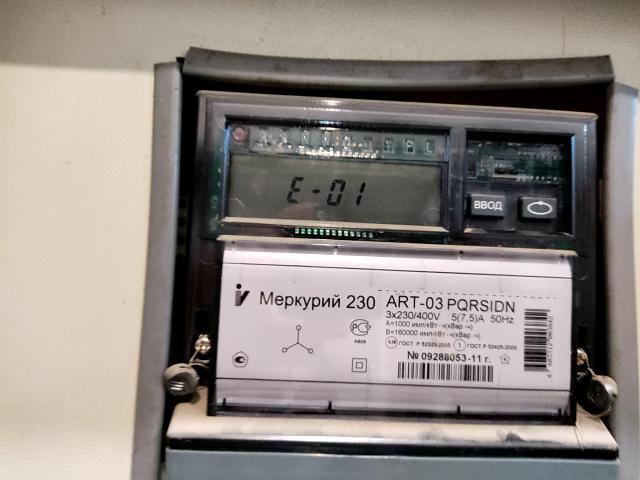 E-01
ВВОД
Меркурий 230 ART-03 PQRSIDN
3x230/400V 5(7,5)A 50Hz
A=1000 имп/кВт·ч(кВар·ч)
B=160000 имп/кВт·ч(кВар·ч)
ГОСТ Р 52323-2005 1 ГОСТ Р 52425-2005
№ 09288053-11 г.